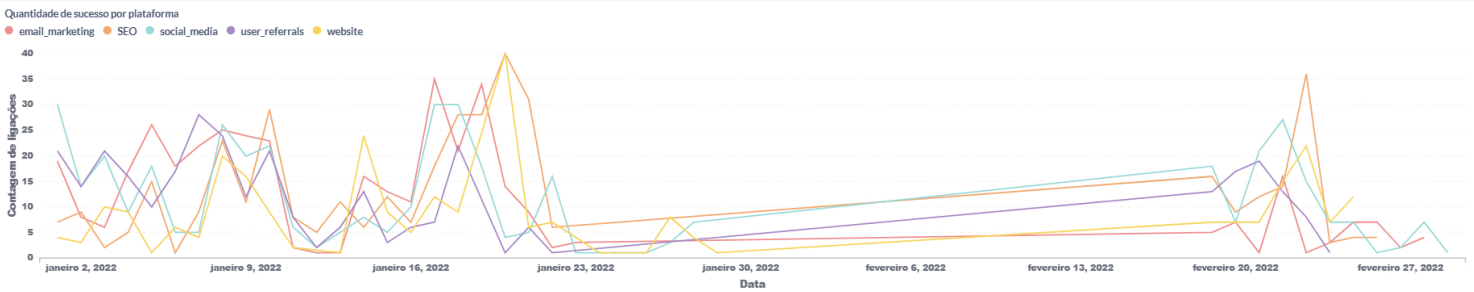 Quantidade de sucesso por plataforma
email_marketing SEO social_media user_referrals website
40
35
30
25
20
15
10
5
0
Contagem de ligações
janeiro 2, 2022 janeiro 9, 2022 janeiro 16, 2022 janeiro 23, 2022 janeiro 30, 2022 fevereiro 6, 2022 fevereiro 13, 2022 fevereiro 20, 2022 fevereiro 27, 2022
Data